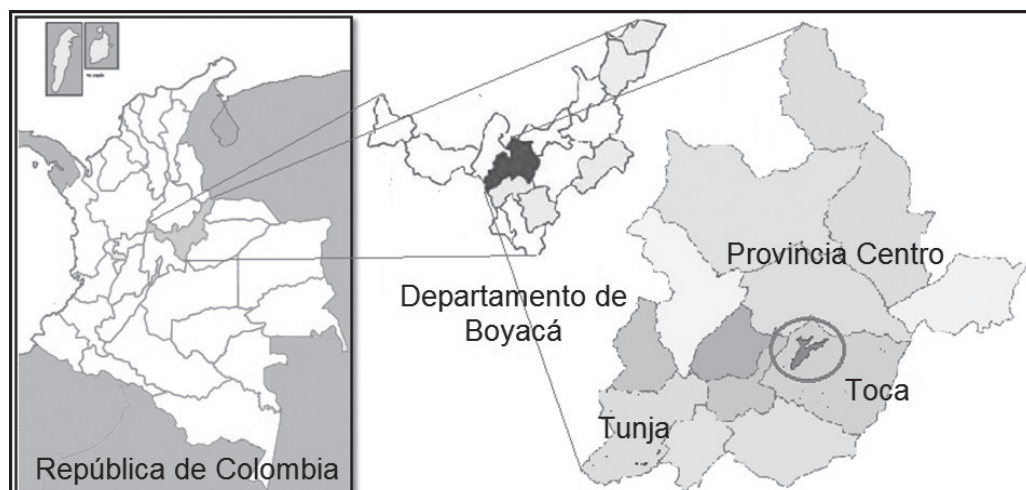 República de Colombia
Departamento de
Boyacá
Provincia Centro
Toca
Tunja